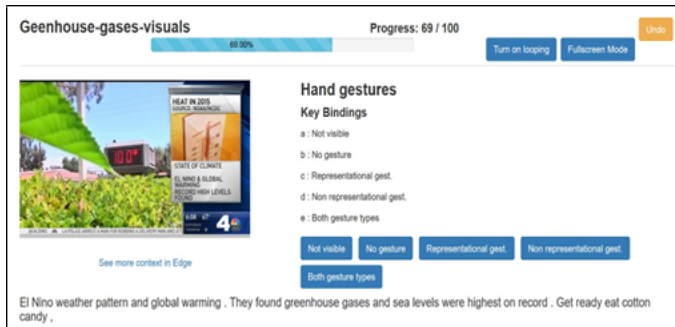 Geenhouse-gases-visuals
Progress: 69 / 100
Undo
69.00%
Turn on looping
Fullscreen Mode
Hand gestures
Key Bindings
a : Not visible
b : No gesture
c : Representational gest.
d : Non representational gest.
e : Both gesture types
Not visible
No gesture
Representational gest.
Non representational gest.
Both gesture types
HEAT IN 2015
SOURCE: NOAA/NCDC
100°
STATE OF CLIMATE
EL NINO & GLOBAL
WARMING
RECORD HIGH LEVELS
FOUND
6:04 67
4
See more context in Edge
El Nino weather pattern and global warming . They found greenhouse gases and sea levels were highest on record . Get ready eat cotton
candy ,